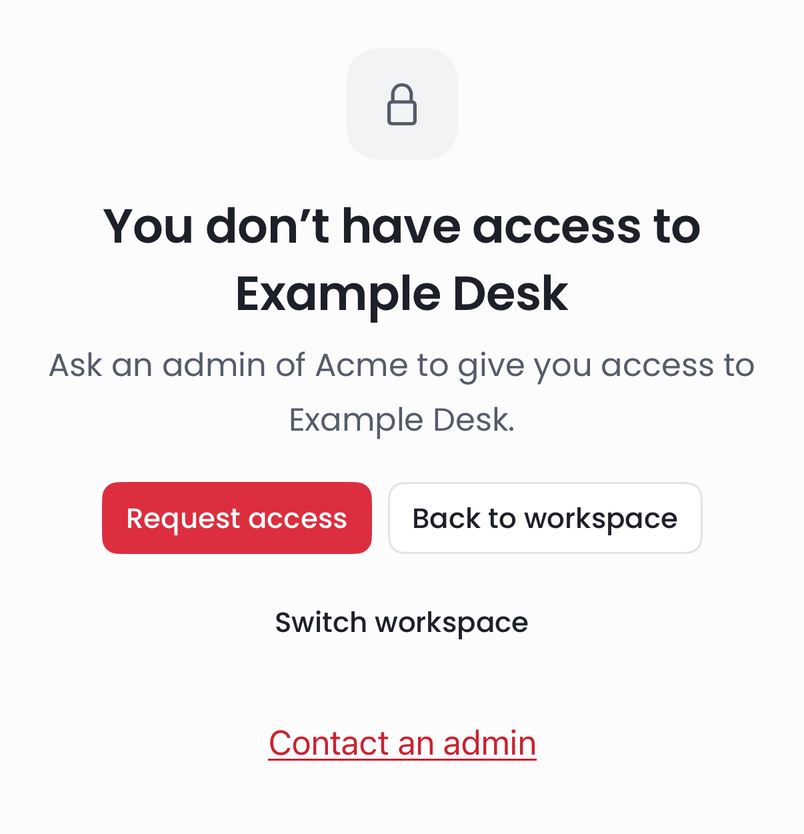 You don’t have access to
Example Desk
Ask an admin of Acme to give you access to
Example Desk.
Request access
Back to workspace
Switch workspace
Contact an admin